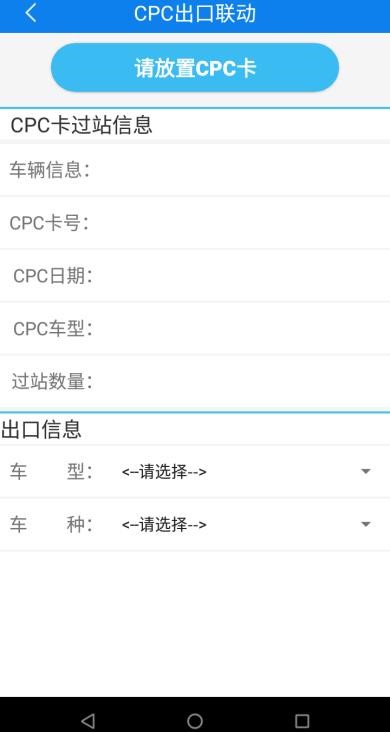 CPC出口联动
请放置CPC卡
CPC卡过站信息
车辆信息：
CPC卡号：
CPC日期：
CPC车型：
过站数量：
出口信息
车 型： <--请选择-->
车 种： <--请选择-->